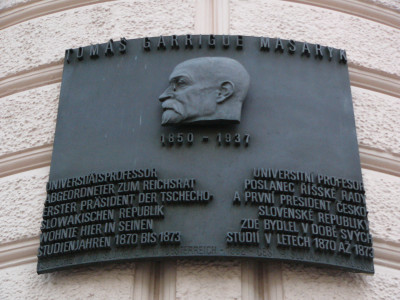 TOMAS GARRIGUE MASARYK
1850 - 1937
UNIVERSITÄTSPROFESSOR
ABGEORDNETER ZUM REICHSRAT
ERSTER PRÄSIDENT DER TSCHECHO-
SLOWAKISCHEN REPUBLIK
WOHNTE HIER IN SEINEN
STUDIENJAHREN 1870 BIS 1873
UNIVERSITNÍ PROFESOR
POSLANEC ŘÍŠSKÉ RADY
A PRVNÍ PRESIDENT ČESKO-
SLOVENSKÉ REPUBLIKY
ZDE BYDLEL V DOBĚ SVÝCH
STUDIÍ V LETECH 1870 AŽ 1873